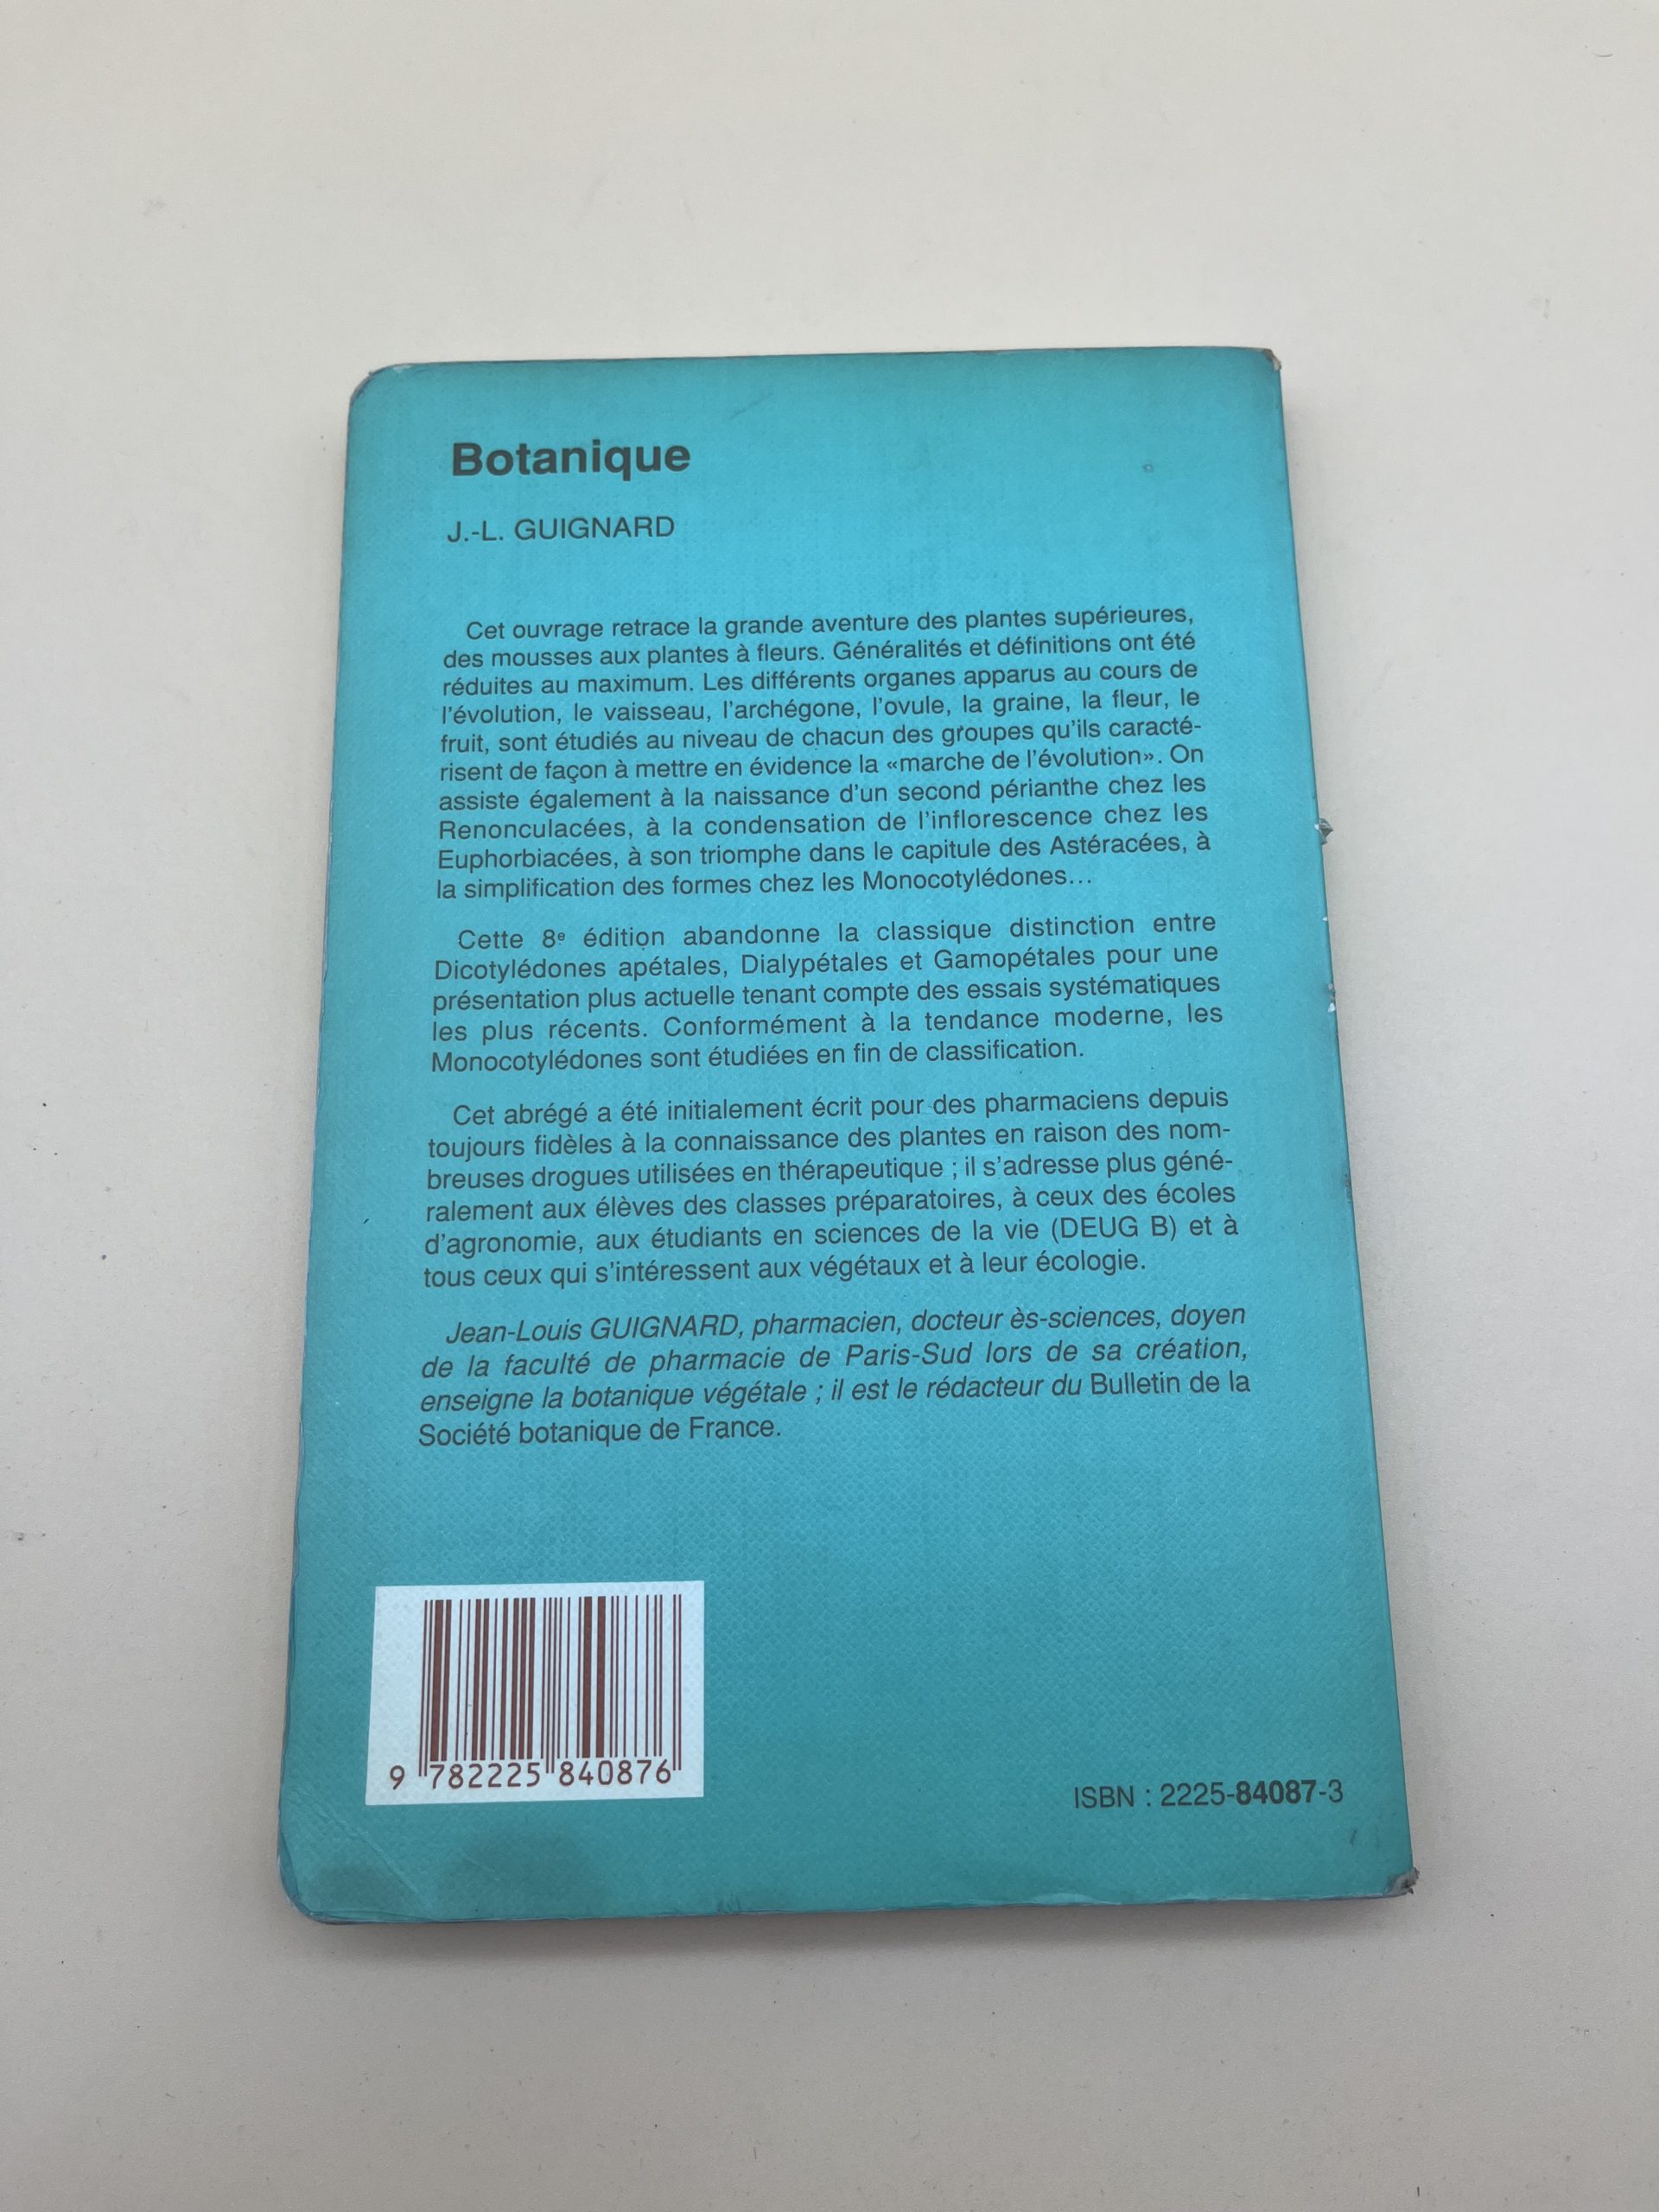 Botanique
J.-L. GUIGNARD
Cet ouvrage retrace la grande aventure des plantes supérieures,
des mousses aux plantes à fleurs. Généralités et définitions ont été
réduites au maximum. Les différents organes apparus au cours de
l'évolution, le vaisseau, l'archégone, l'ovule, la graine, la fleur, le
fruit, sont étudiés au niveau de chacun des groupes qu'ils caracté-
risent de façon à mettre en évidence la «marche de l'évolution». On
assiste également à la naissance d'un second périanthe chez les
Renonculacées, à la condensation de l'inflorescence chez les
Euphorbiacées, à son triomphe dans le capitule des Astéracées, à
la simplification des formes chez les Monocotylédones...
Cette 8e édition abandonne la classique distinction entre
Dicotylédones apétales, Dialypétales et Gamopétales pour une
présentation plus actuelle tenant compte des essais systématiques
les plus récents. Conformément à la tendance moderne, les
Monocotylédones sont étudiées en fin de classification.
Cet abrégé a été initialement écrit pour des pharmaciens depuis
toujours fidèles à la connaissance des plantes en raison des nom-
breuses drogues utilisées en thérapeutique ; il s'adresse plus géné-
ralement aux élèves des classes préparatoires, à ceux des écoles
d'agronomie, aux étudiants en sciences de la vie (DEUG B) et à
tous ceux qui s'intéressent aux végétaux et à leur écologie.
Jean-Louis GUIGNARD, pharmacien, docteur ès-sciences, doyen
de la faculté de pharmacie de Paris-Sud lors de sa création,
enseigne la botanique végétale ; il est le rédacteur du Bulletin de la
Société botanique de France.
9 782225 840876
ISBN : 2225-84087-3